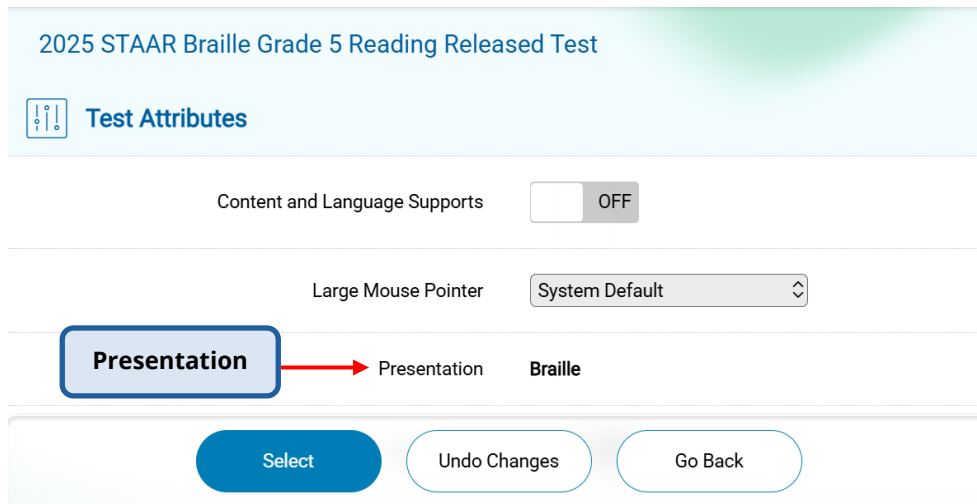 2025 STAAR Braille Grade 5 Reading Released Test
Test Attributes
Content and Language Supports OFF
Large Mouse Pointer System Default
Presentation Presentation Braille
Select Undo Changes Go Back